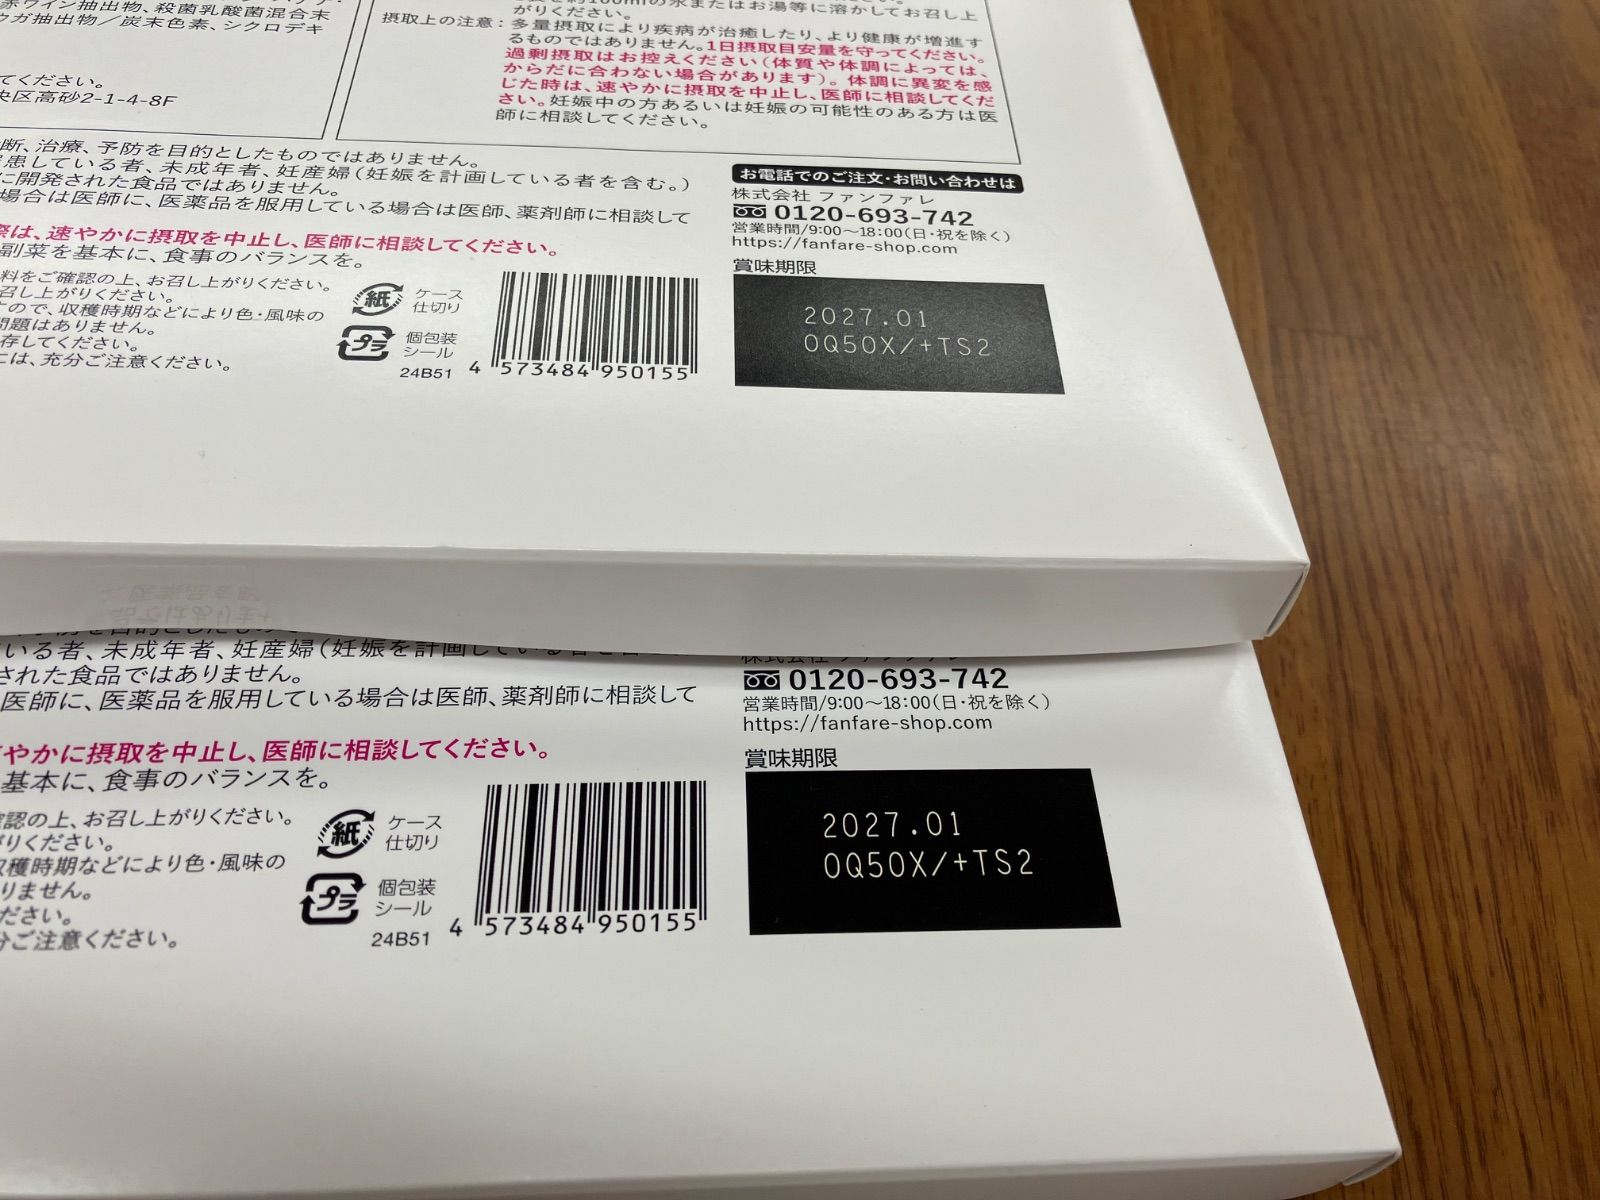 赤ワイン抽出物、殺菌乳酸菌混合末
ウガ抽出物／炭末色素、シクロデキ
てください。
央区高砂2-1-4-8F
水またはお湯等に溶かしてお召し上
がりください。
摂取上の注意：多量摂取により疾病が治癒したり、より健康が増進す
るものではありません。1日摂取目安量を守ってください。
過剰摂取はお控えください（体質や体調によっては、
からだに合わない場合があります）。体調に異変を感
じた時は、速やかに摂取を中止し、医師に相談してくだ
さい。妊娠中の方あるいは妊娠の可能性のある方は医
師に相談してください。
断、治療、予防を目的としたものではありません。
患している者、未成年者、妊産婦（妊娠を計画している者を含む。）
に開発された食品ではありません。
場合は医師に、医薬品を服用している場合は医師、薬剤師に相談して
際は、速やかに摂取を中止し、医師に相談してください。
副菜を基本に、食事のバランスを。
料をご確認の上、お召し上がりください。
召し上がりください。
すので、収穫時期などにより色・風味の
問題はありません。
存してください。
には、充分ご注意ください。
紙 ケース
仕切り
プラ 個包装
シール
24B51
4 573484 950155
お電話でのご注文・お問い合わせは
株式会社 ファンファレ
0120-693-742
営業時間/9:00～18:00（日・祝を除く）
https://fanfare-shop.com
賞味期限
2027.01
0Q50X/+TS2
いる者、未成年者、妊産婦（妊娠を計画している者を含む
された食品ではありません。
医師に、医薬品を服用している場合は医師、薬剤師に相談して
やかに摂取を中止し、医師に相談してください。
基本に、食事のバランスを。
認の上、お召し上がりください。
がりください。
収穫時期などにより色・風味の
りません。
ださい。
分ご注意ください。
紙 ケース
仕切り
プラ 個包装
シール
24B51
4 573484 950155
株式会社 ファンファレ
0120-693-742
営業時間/9:00～18:00（日・祝を除く）
https://fanfare-shop.com
賞味期限
2027.01
0Q50X/+TS2